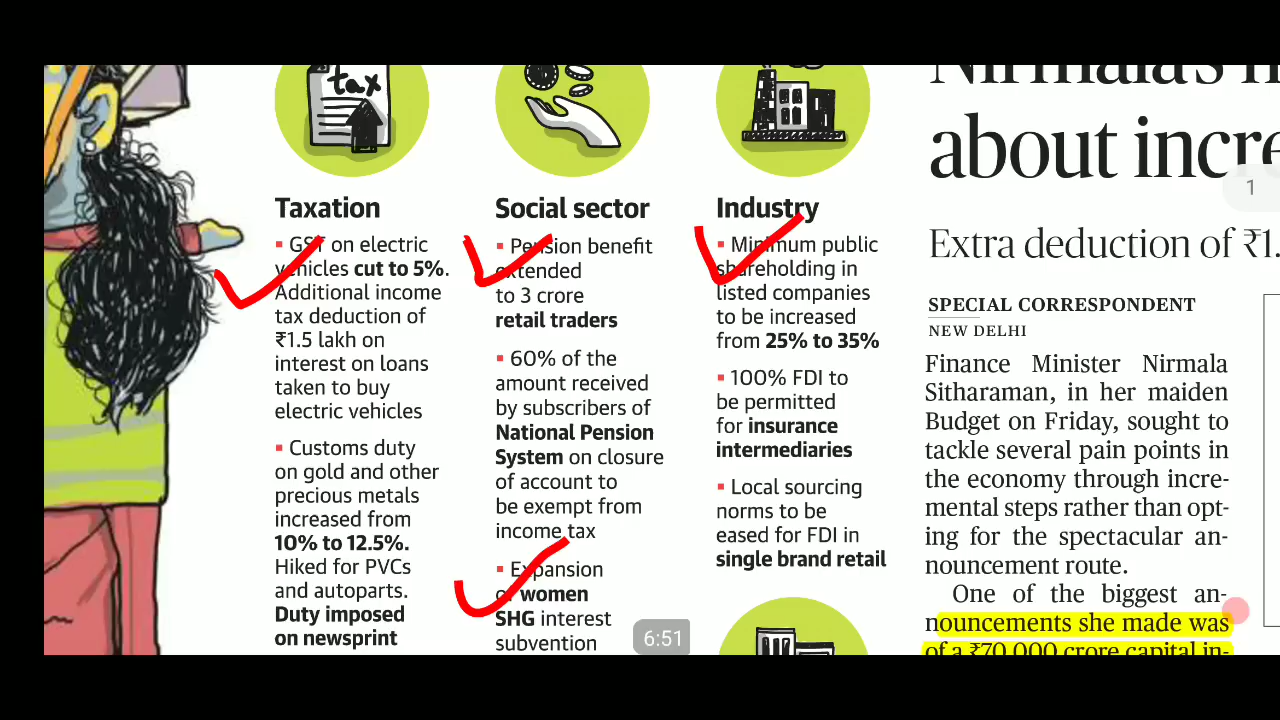 tax
Taxation
▪ GST on electric
vehicles cut to 5%.
Additional income
tax deduction of
₹1.5 lakh on
interest on loans
taken to buy
electric vehicles
▪ Customs duty
on gold and other
precious metals
increased from
10% to 12.5%.
Hiked for PVCs
and autoparts.
Duty imposed
on newsprint
Social sector
▪ Pension benefit
extended
to 3 crore
retail traders
▪ 60% of the
amount received
by subscribers of
National Pension
System on closure
of account to
be exempt from
income tax
▪ Expansion
of women
SHG interest
subvention
Industry
▪ Minimum public
shareholding in
listed companies
to be increased
from 25% to 35%
▪ 100% FDI to
be permitted
for insurance
intermediaries
▪ Local sourcing
norms to be
eased for FDI in
single brand retail
Nirmala's
about incre
1
Extra deduction of ₹1.
SPECIAL CORRESPONDENT
NEW DELHI
Finance Minister Nirmala
Sitharaman, in her maiden
Budget on Friday, sought to
tackle several pain points in
the economy through incre-
mental steps rather than opt-
ing for the spectacular an-
nouncement route.
One of the biggest an-
nouncements she made was
of a ₹70,000 crore capital in-
6:51